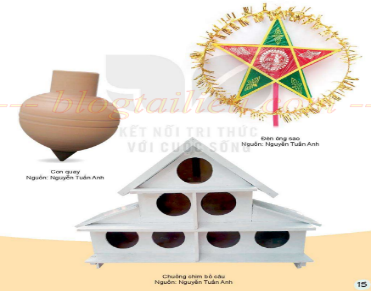 blogtailieu.com
KẾT NỐI TRI THỨC
VỚI CUỘC SỐNG
Đèn ông sao
Nguồn: Nguyễn Tuấn Anh
Con quay
Nguồn: Nguyễn Tuấn Anh
Chuồng chim bồ câu
Nguồn: Nguyễn Tuấn Anh
15